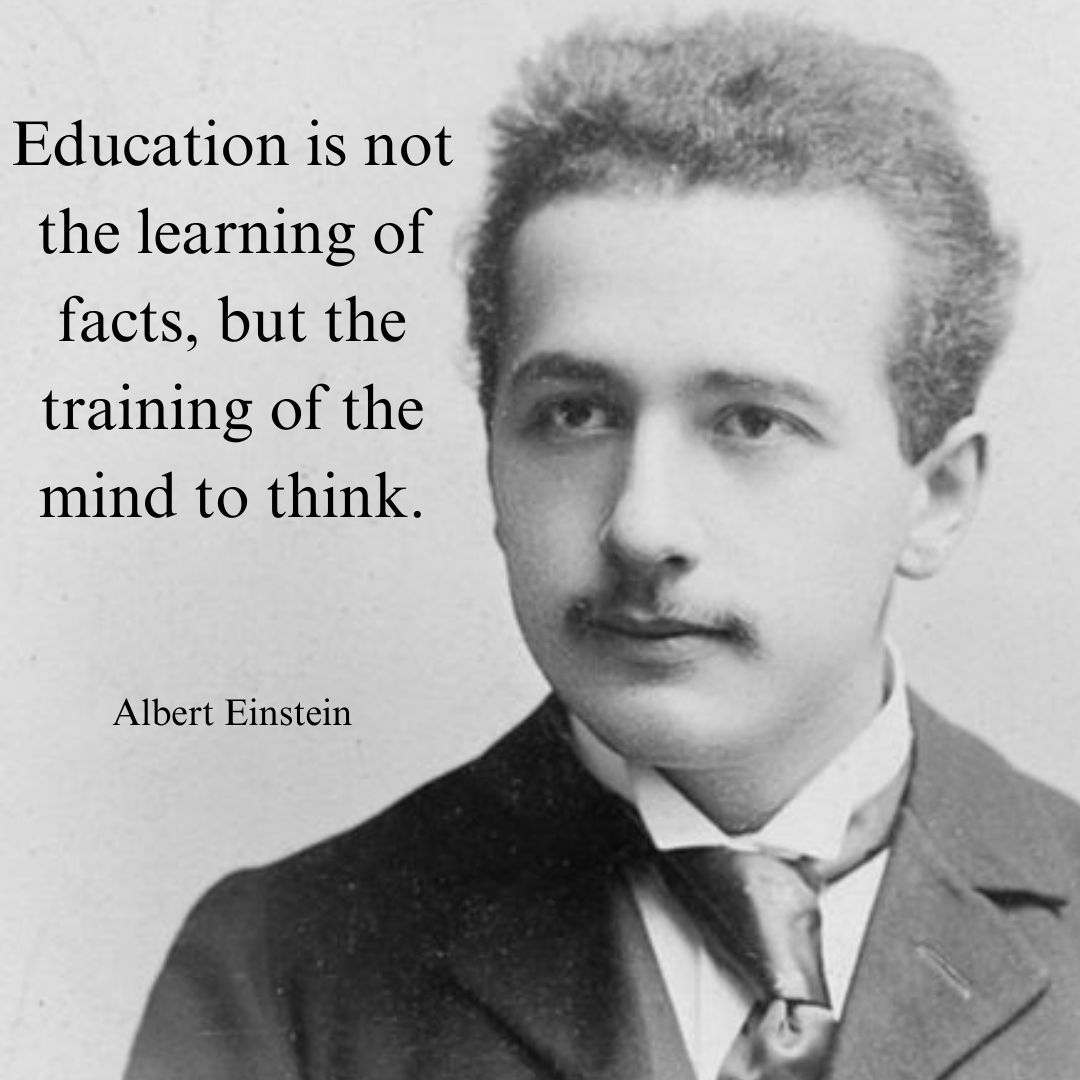 Education is not
the learning of
facts, but the
training of the
mind to think.
Albert Einstein